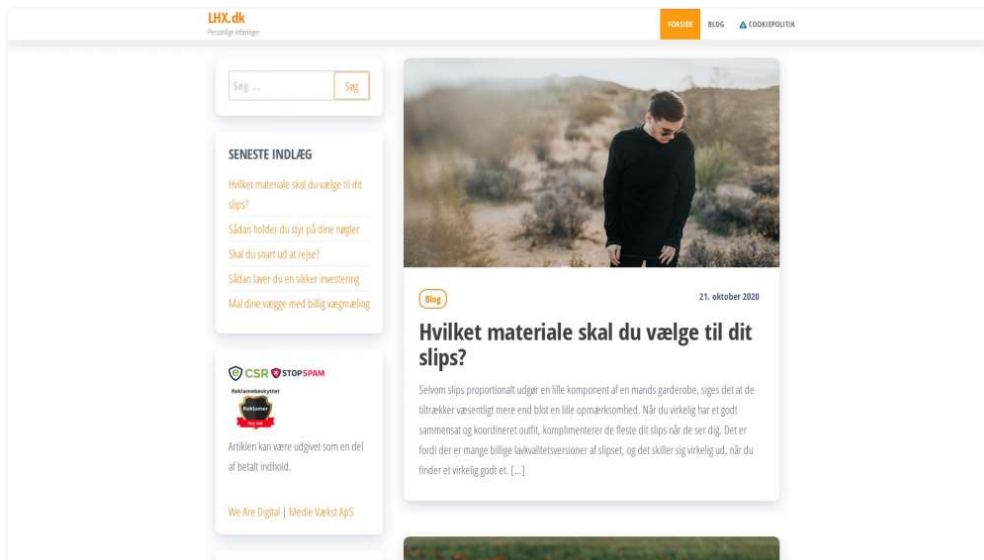 LHX.dk
Personlige erfaringer
FORSIDE
BLOG
COOKIEPOLITIK
Søg …
Søg
SENESTE INDLÆG
Hvilket materiale skal du vælge til dit
slips?
Sådan holder du styr på dine nøgler
Skal du snart ud at rejse?
Sådan laver du en sikker investering
Mal dine vægge med billig vægmaling
e CSR STOPSPAM
Reklamebeskyttet
Reklamer
Nej tak
Artiklen kan være udgivet som en del
af betalt indhold.
We Are Digital | Medie Vækst ApS
Blog
21. oktober 2020
Hvilket materiale skal du vælge til dit
slips?
Selvom slips proportionalt udgør en lille komponent af en mands garderobe, siges det at de
tiltrækker væsentligt mere end blot en lille opmærksomhed. Når du virkelig har et godt
sammensat og koordineret outfit, komplimenterer de fleste dit slips når de ser dig. Det er
fordi der er mange billige lavkvalitetsversioner af slipset, og det skiller sig virkelig ud, når du
finder et virkelig godt et. […]